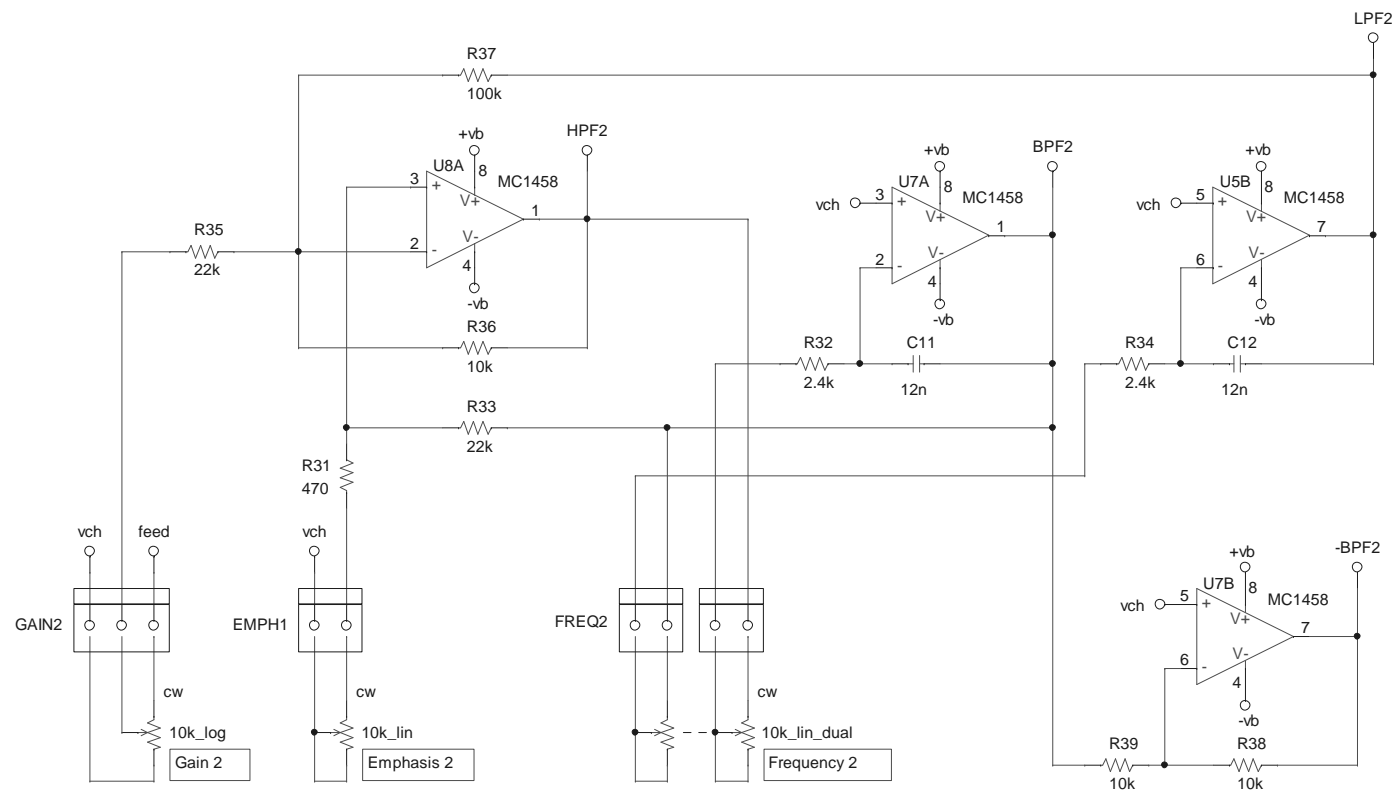 LPF2
R37
100k
HPF2
+vb
U8A
8
MC1458
3
+
V+
1
2
-
V-
4
-vb
R35
22k
R36
10k
BPF2
+vb
U7A
8
MC1458
vch
3
+
V+
1
2
-
V-
4
-vb
+vb
U5B
8
MC1458
vch
5
+
V+
7
6
-
V-
4
-vb
R32
2.4k
C11
12n
R34
2.4k
C12
12n
R33
22k
R31
470
vch
feed
GAIN2
cw
10k_log
Gain 2
vch
EMPH1
10k_lin
Emphasis 2
FREQ2
cw
10k_lin_dual
Frequency 2
+vb
-BPF2
U7B
8
MC1458
vch
5
+
V+
7
6
-
V-
4
-vb
R39
10k
R38
10k